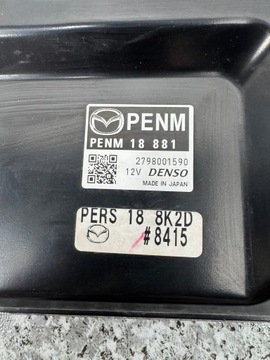 PENM
PENM 18 881
2798001590
12V DENSO
MADE IN JAPAN
PERS 18 8K2D
#8415